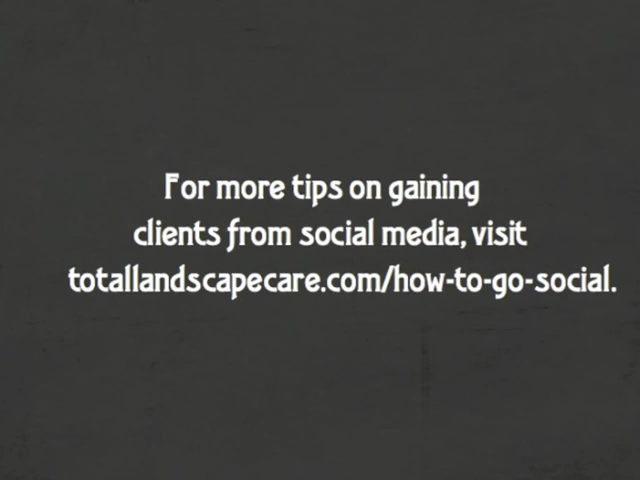 For more tips on gaining
clients from social media, visit
totallandscapecare.com/how-to-go-social.